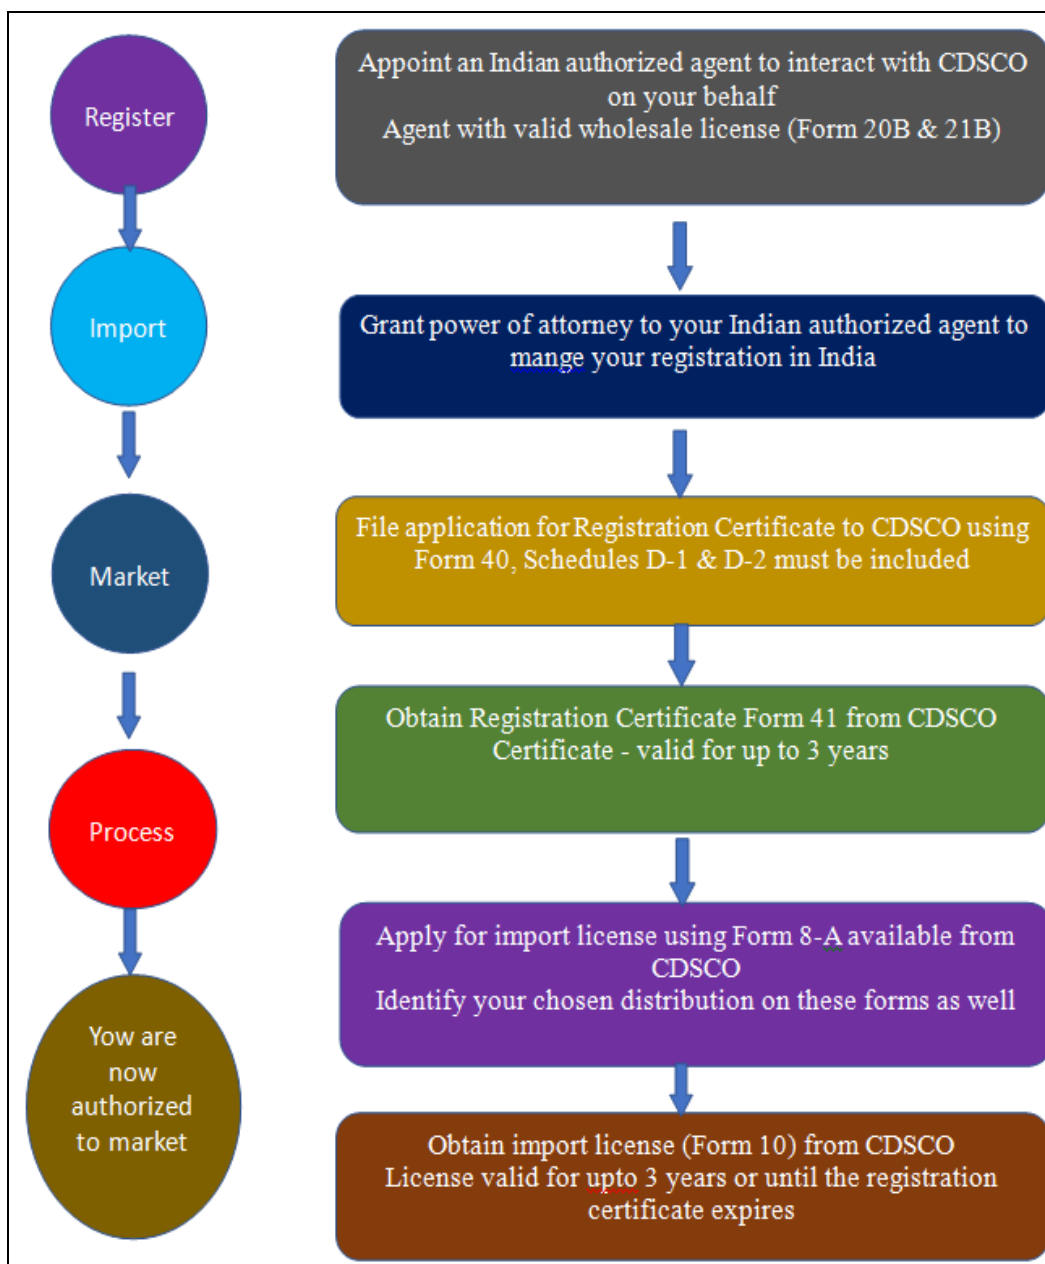 Register
Import
Market
Process
Yow are
now
authorized
to market
Appoint an Indian authorized agent to interact with CDSCO
on your behalf
Agent with valid wholesale license (Form 20B & 21B)
Grant power of attorney to your Indian authorized agent to
mange your registration in India
File application for Registration Certificate to CDSCO using
Form 40, Schedules D-1 & D-2 must be included
Obtain Registration Certificate Form 41 from CDSCO
Certificate - valid for up to 3 years
Apply for import license using Form 8-A available from
CDSCO
Identify your chosen distribution on these forms as well
Obtain import license (Form 10) from CDSCO
License valid for upto 3 years or until the registration
certificate expires